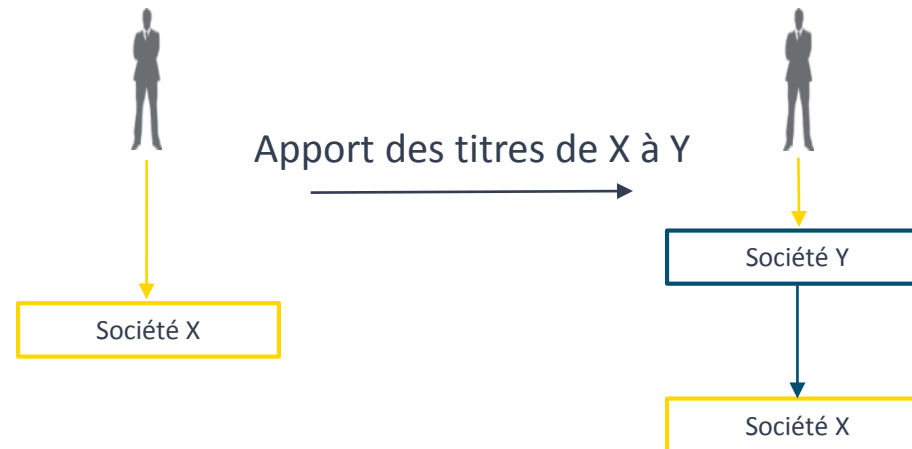 Apport des titres de X à Y
Société X
Société Y
Société X